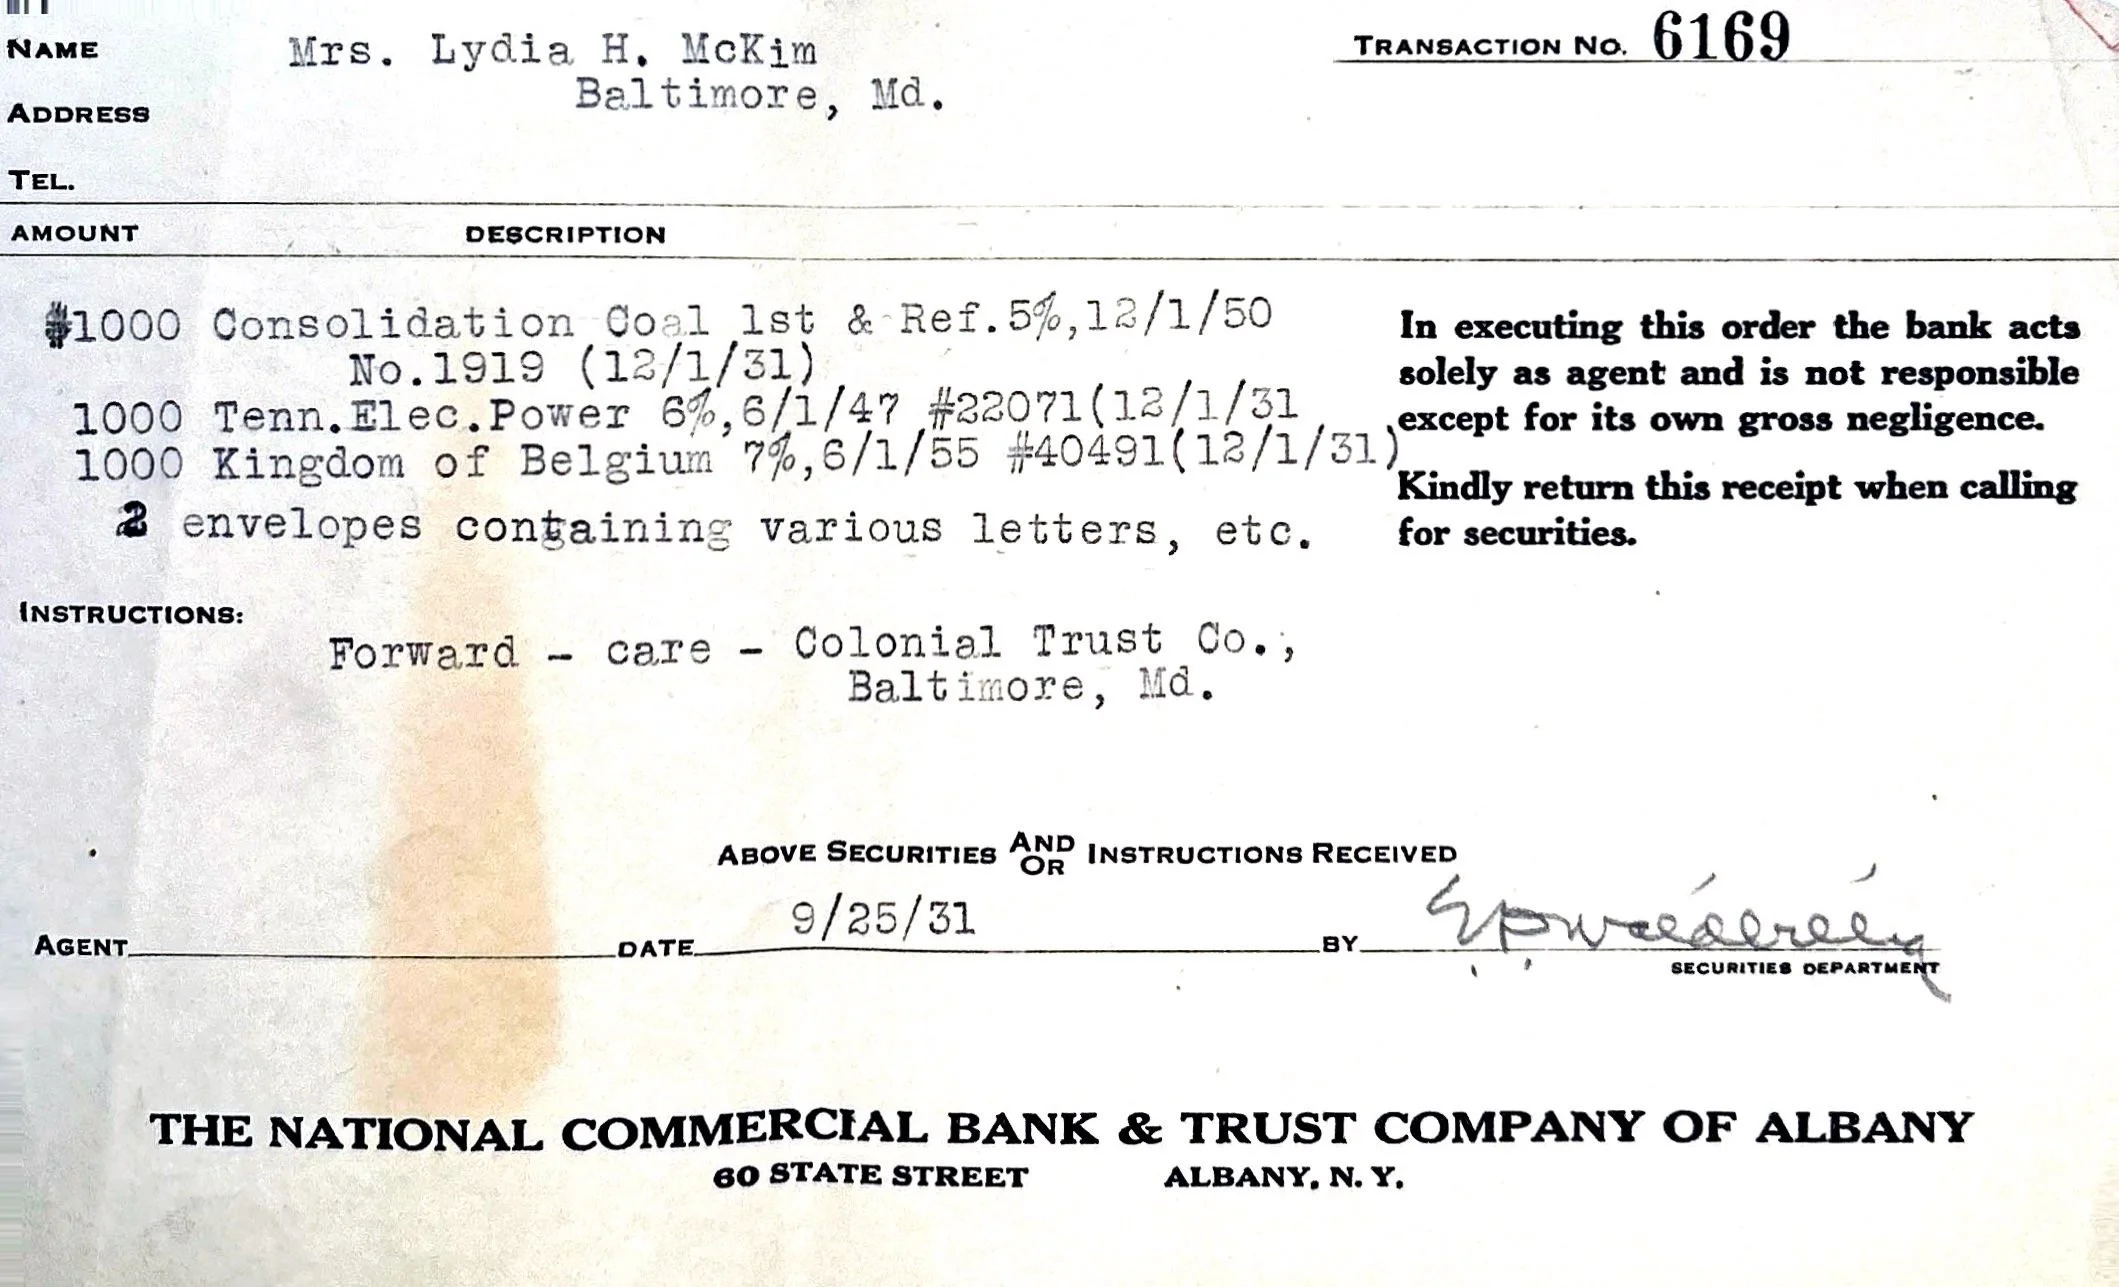 NAME Mrs. Lydia H. McKim
TRANSACTION NO. 6169
Baltimore, Md.
ADDRESS
TEL.
AMOUNT DESCRIPTION
$1000 Consolidation Coal 1st & Ref.5%,12/1/50
No.1919 (12/1/31)
1000 Tenn.Elec.Power 6%,6/1/47 #22071(12/1/31
1000 Kingdom of Belgium 7%,6/1/55 #40491(12/1/31)
2 envelopes containing various letters, etc.
In executing this order the bank acts
solely as agent and is not responsible
except for its own gross negligence.
Kindly return this receipt when calling
for securities.
INSTRUCTIONS:
Forward - care - Colonial Trust Co.,
Baltimore, Md.
ABOVE SECURITIES AND OR INSTRUCTIONS RECEIVED
AGENT DATE 9/25/31 BY
SECURITIES DEPARTMENT
THE NATIONAL COMMERCIAL BANK & TRUST COMPANY OF ALBANY
60 STATE STREET ALBANY, N. Y.